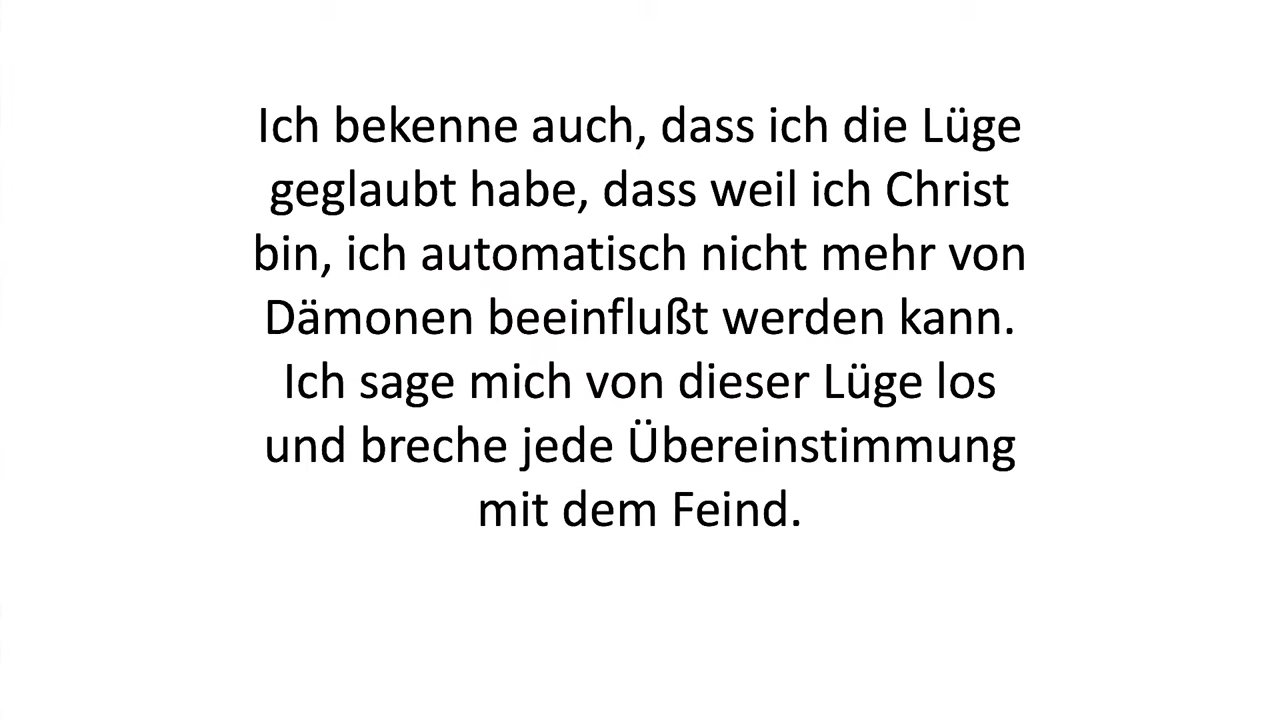 Ich bekenne auch, dass ich die Lüge
geglaubt habe, dass weil ich Christ
bin, ich automatisch nicht mehr von
Dämonen beeinflußt werden kann.
Ich sage mich von dieser Lüge los
und breche jede Übereinstimmung
mit dem Feind.